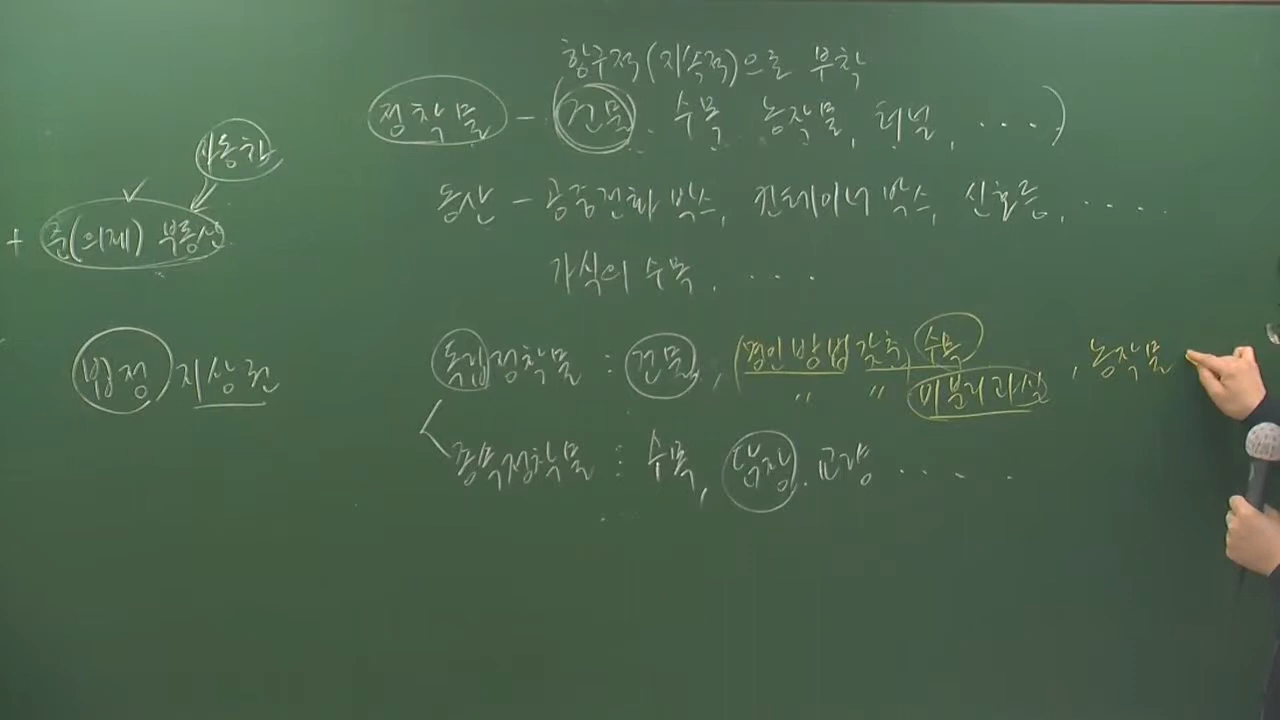 항구적(지속적)으로 부착
정착물 - (건물, 수목, 농작물, 터널, ....)
자동차
동산 - 공중전화 박스, 컨테이너 박스, 신호등, ....
+ 준(의제) 부동산
가식의 수목, ...
법정 지상권
독립정착물 : 건물, (명인방법 갖춘 수목, 농작물
" " 미분리과실
종속정착물 : 수목, 담장, 교량 ....